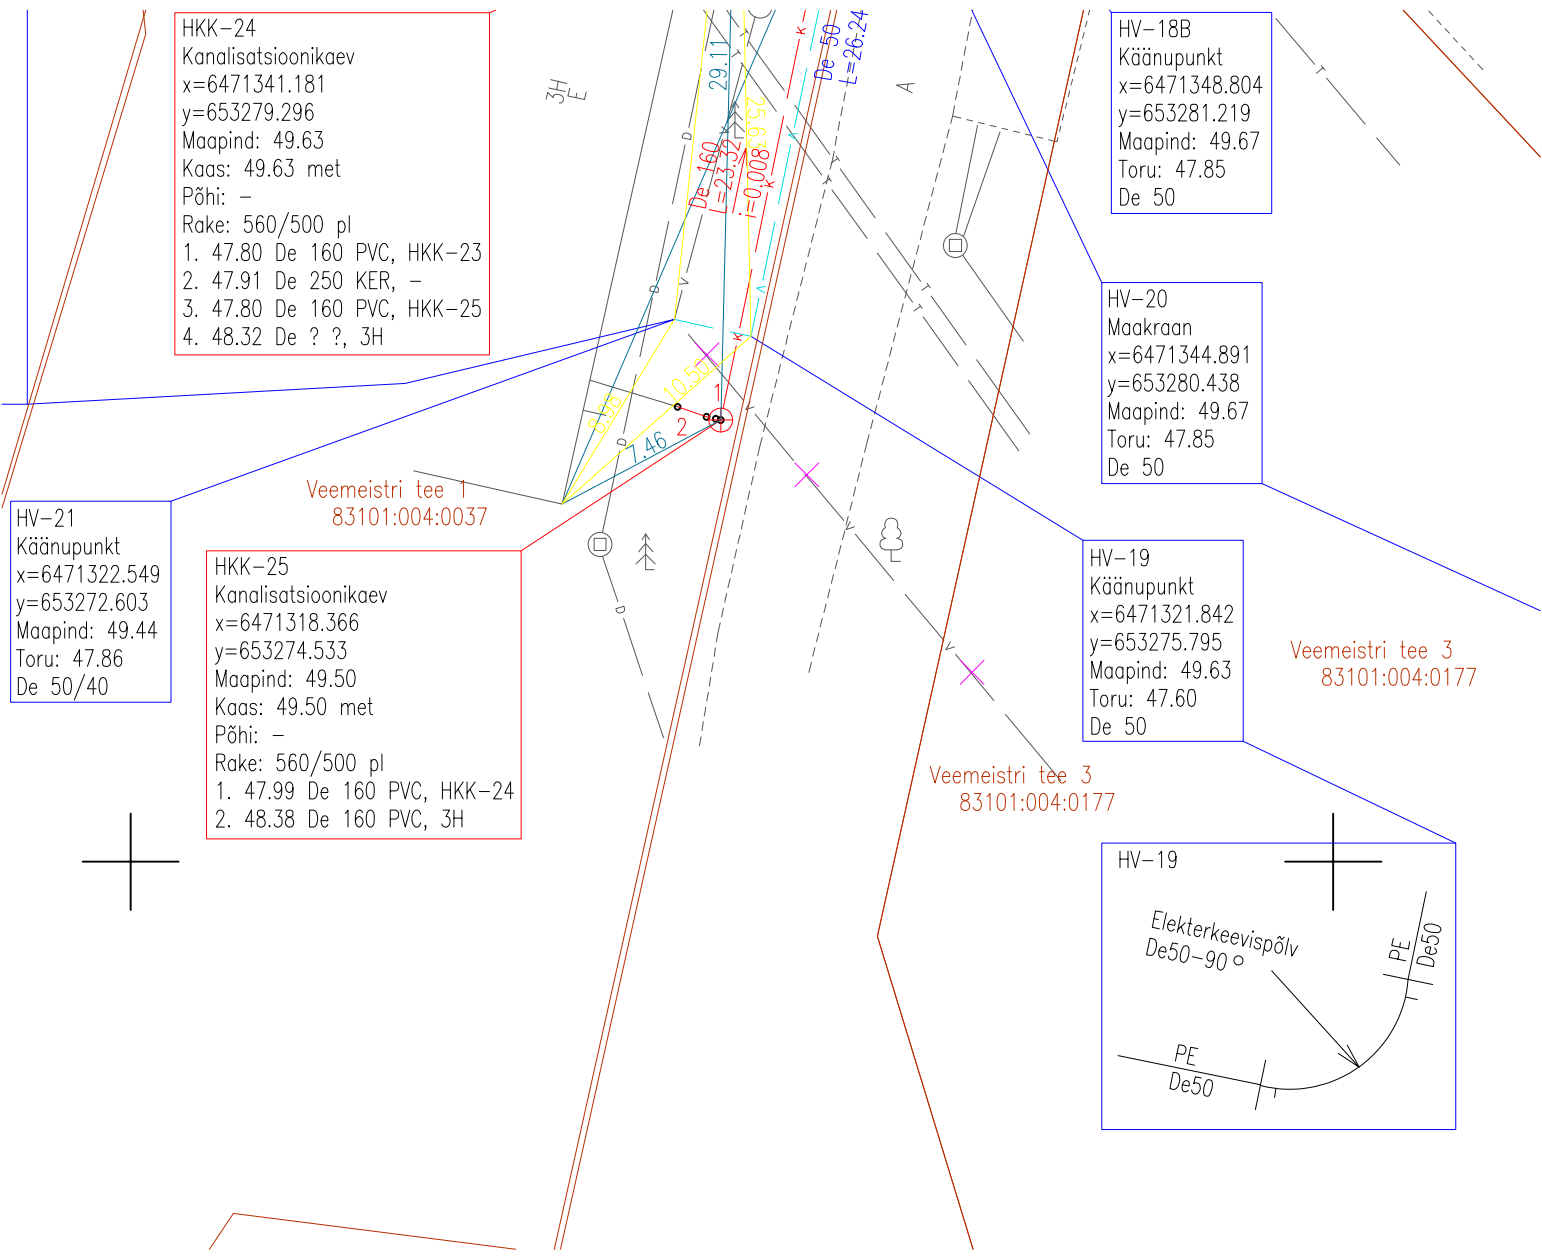 HKK-24
Kanalisatsioonikaev
x=6471341.181
y=653279.296
Maapind: 49.63
Kaas: 49.63 met
Põhi: –
Rake: 560/500 pl
1. 47.80 De 160 PVC, HKK-23
2. 47.91 De 250 KER, –
3. 47.80 De 160 PVC, HKK-25
4. 48.32 De ? ?, 3H
3H
E
29.11
25.63
De 160
L=23.32
i=0.008
De 50
L=26.24
A
HV-18B
Käänupunkt
x=6471348.804
y=653281.219
Maapind: 49.67
Toru: 47.85
De 50
HV-20
Maakraan
x=6471344.891
y=653280.438
Maapind: 49.67
Toru: 47.85
De 50
8.98
7.46
1
2
Veemeistri tee 1
83101:004:0037
HV-21
Käänupunkt
x=6471322.549
y=653272.603
Maapind: 49.44
Toru: 47.86
De 50/40
HKK-25
Kanalisatsioonikaev
x=6471318.366
y=653274.533
Maapind: 49.50
Kaas: 49.50 met
Põhi: –
Rake: 560/500 pl
1. 47.99 De 160 PVC, HKK-24
2. 48.38 De 160 PVC, 3H
HV-19
Käänupunkt
x=6471321.842
y=653275.795
Maapind: 49.63
Toru: 47.60
De 50
Veemeistri tee 3
83101:004:0177
Veemeistri tee 3
83101:004:0177
HV-19
Elekterkeevispõlv
De50-90°
PE
De50
PE
De50